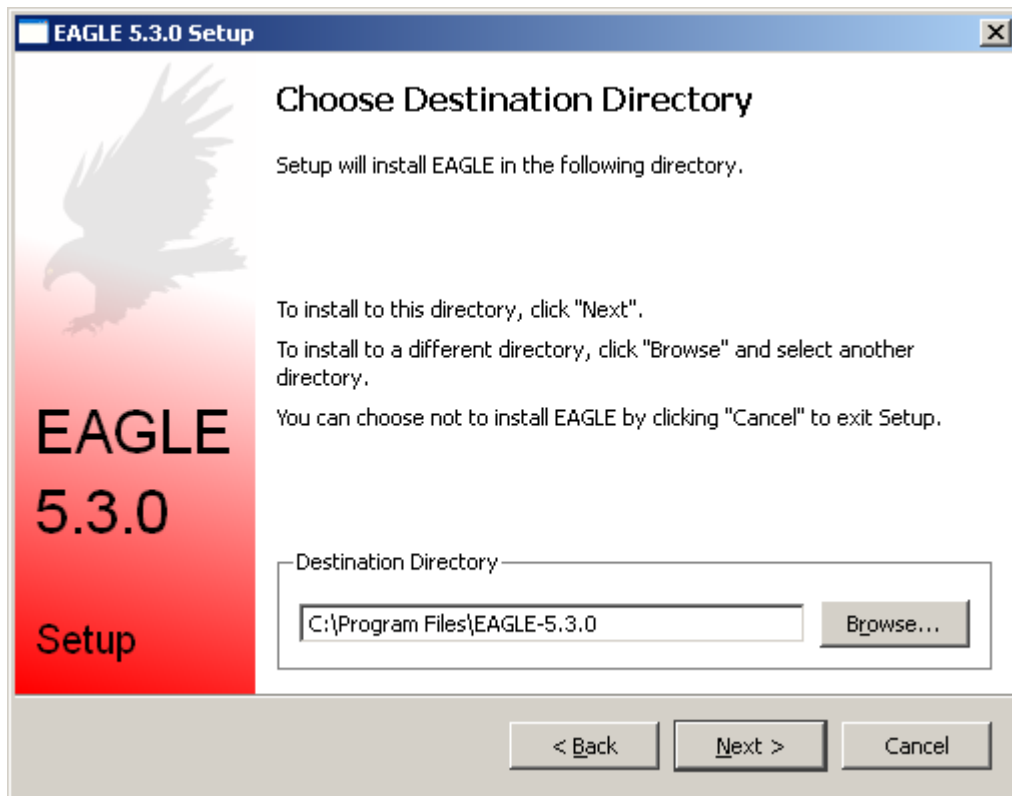 EAGLE 5.3.0 Setup
Choose Destination Directory
Setup will install EAGLE in the following directory.
To install to this directory, click "Next".
To install to a different directory, click "Browse" and select another
directory.
You can choose not to install EAGLE by clicking "Cancel" to exit Setup.
EAGLE
5.3.0
Setup
Destination Directory
C:\Program Files\EAGLE-5.3.0
Browse...
< Back
Next >
Cancel